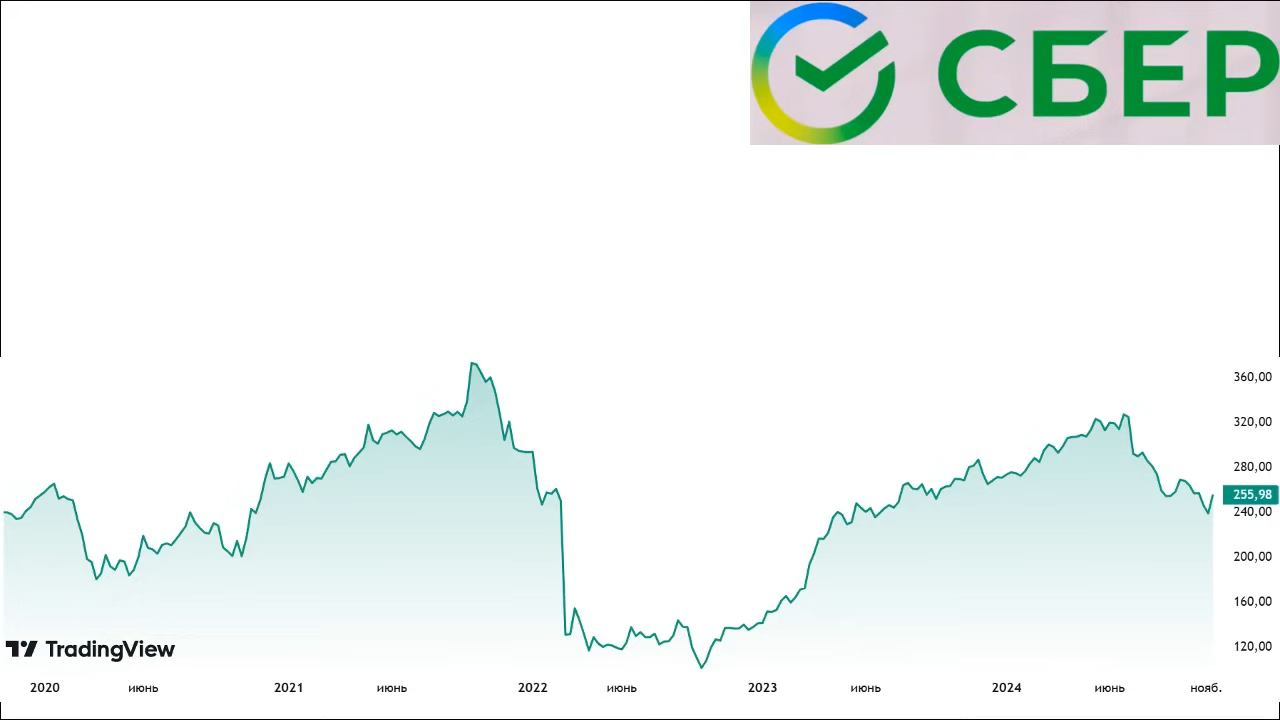 СБЕР
360,00
320,00
280,00
255,98
240,00
200,00
160,00
120,00
TradingView
2020 июнь 2021 июнь 2022 июнь 2023 июнь 2024 июнь нояб.